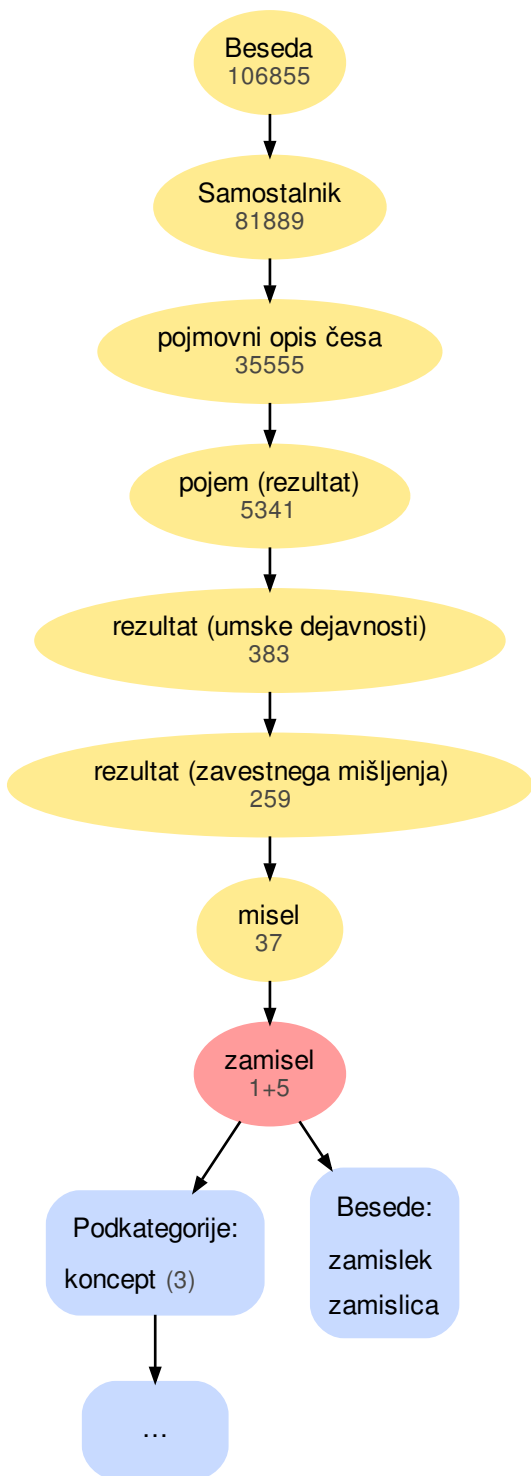 Beseda
106855
Samostalnik
81889
pojmovni opis česa
35555
pojem (rezultat)
5341
rezultat (umske dejavnosti)
383
rezultat (zavestnega mišljenja)
259
misel
37
zamisel
1+5
Podkategorije:
koncept (3)
Besede:
zamislek
zamislica
…